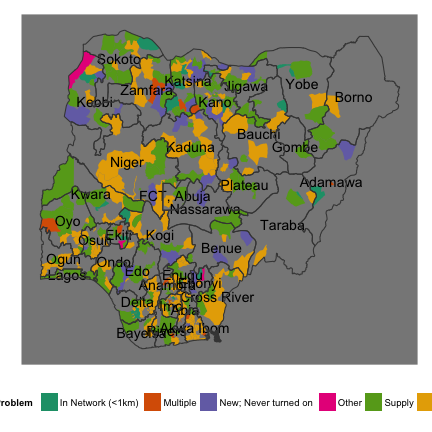 Sokoto
Katsina
Zamfara
Jigawa
Yobe
Borno
Kebbi
Kano
Bauchi
Gombe
Kaduna
Niger
Plateau
Adamawa
Kwara
FCT, Abuja
Nassarawa
Oyo
Taraba
Osun
Ekiti
Kogi
Benue
Ogun
Ondo
Lagos
Edo
Enugu
Anambra
Ebonyi
Cross River
Delta
Imo
Abia
Bayelsa
Rivers
Akwa Ibom
roblem In Network (<1km) Multiple New; Never turned on Other Supply